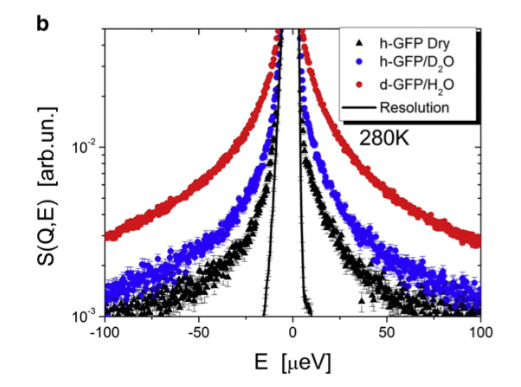 b
h-GFP Dry
h-GFP/D₂O
d-GFP/H₂O
Resolution
280K
S(Q,E) [arb.un.]
10⁻²
10⁻³
-100 -50 0 50 100
E [μeV]